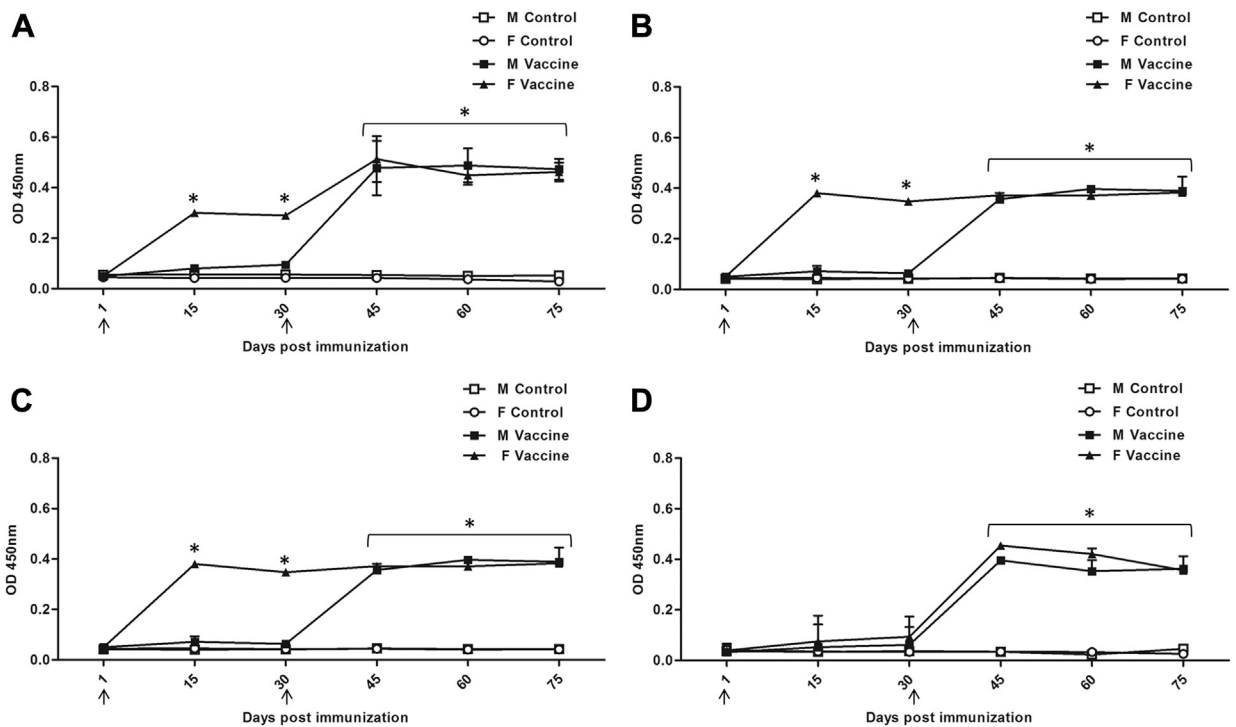 A
M Control
F Control
M Vaccine
F Vaccine
OD 450nm
0.8
0.6
0.4
0.2
0.0
*
*
*
1
15
30
45
60
75
Days post immunization
B
M Control
F Control
M Vaccine
F Vaccine
OD 450nm
0.8
0.6
0.4
0.2
0.0
*
*
*
1
15
30
45
60
75
Days post immunization
C
M Control
F Control
M Vaccine
F Vaccine
OD 450nm
0.8
0.6
0.4
0.2
0.0
*
*
*
1
15
30
45
60
75
Days post immunization
D
M Control
F Control
M Vaccine
F Vaccine
OD 450nm
0.8
0.6
0.4
0.2
0.0
*
1
15
30
45
60
75
Days post immunization